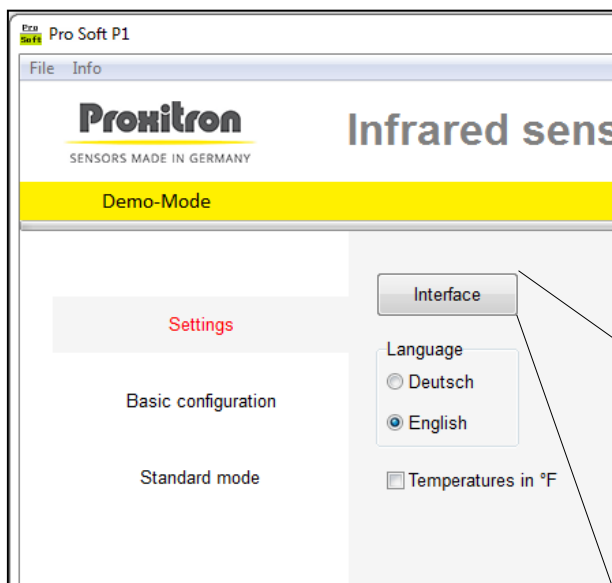 Pro
Soft
Pro Soft P1
File Info
Proxitron
SENSORS MADE IN GERMANY
Infrared sens
Demo-Mode
Interface
Settings
Language
Deutsch
Basic configuration
English
Standard mode
Temperatures in °F